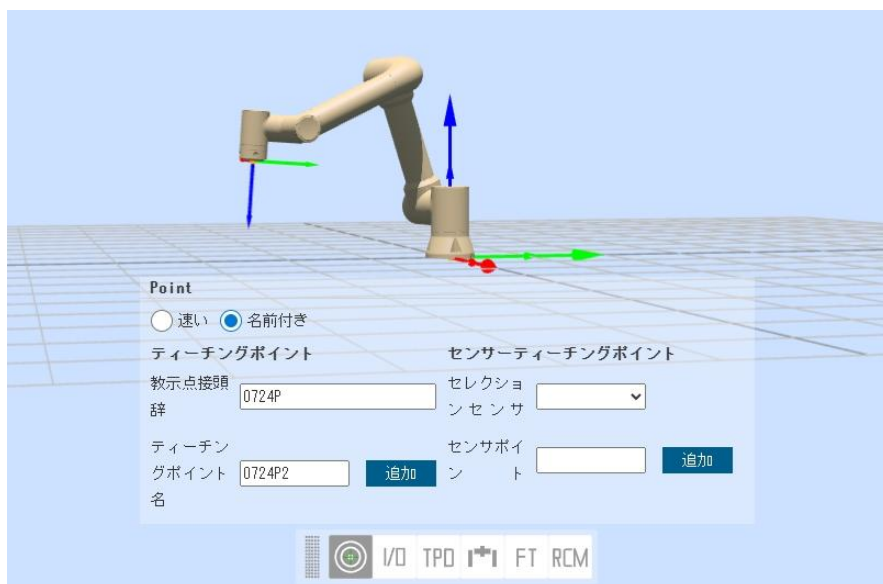 Point
速い 名前付き
ティーチングポイント センサーティーチングポイント
教示点接頭
辞
0724P
セレクショ
ンセンサ
ティーチン
グポイント
名
0724P2
追加
センサポイ
ント
追加
I/O TPD FT RCM